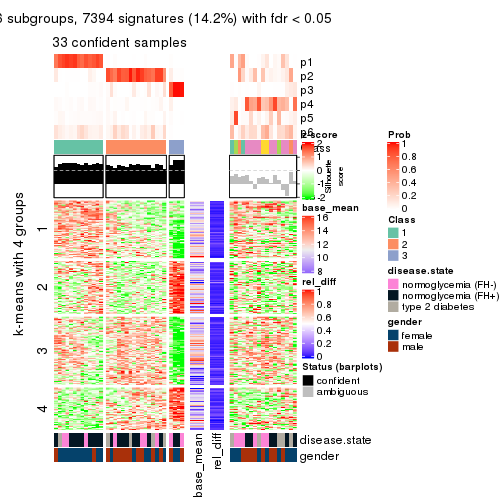 6 subgroups, 7394 signatures (14.2%) with fdr < 0.05
33 confident samples
p1
p2
p3
p4
p5
p6
z-score
2
1
0
-1
-2
Silhouette
score
k-means with 4 groups
1
2
3
4
base_mean
16
14
12
10
8
rel_diff
1
0.8
0.6
0.4
0.2
0
Status (barplots)
confident
ambiguous
Prob
1
0.8
0.6
0.4
0.2
0
Class
1
2
3
disease.state
normoglycemia (FH-)
normoglycemia (FH+)
type 2 diabetes
gender
female
male
disease.state
gender
base_mean
rel_diff